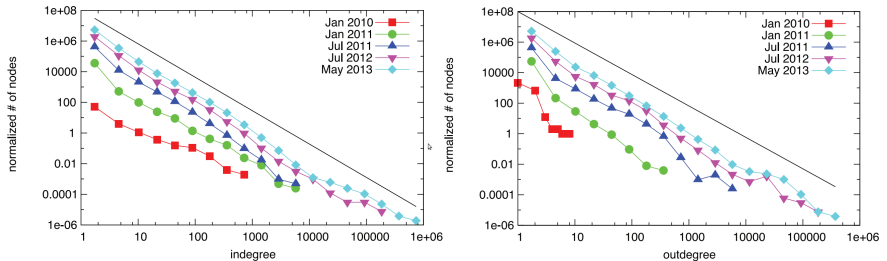 1e+08
1e+06
10000
100
1
0.01
0.0001
1e-06
normalized # of nodes
Jan 2010
Jan 2011
Jul 2011
Jul 2012
May 2013
1 10 100 1000 10000 100000 1e+06
indegree
1e+08
1e+06
10000
100
1
0.01
0.0001
1e-06
normalized # of nodes
Jan 2010
Jan 2011
Jul 2011
Jul 2012
May 2013
1 10 100 1000 10000 100000 1e+06
outdegree